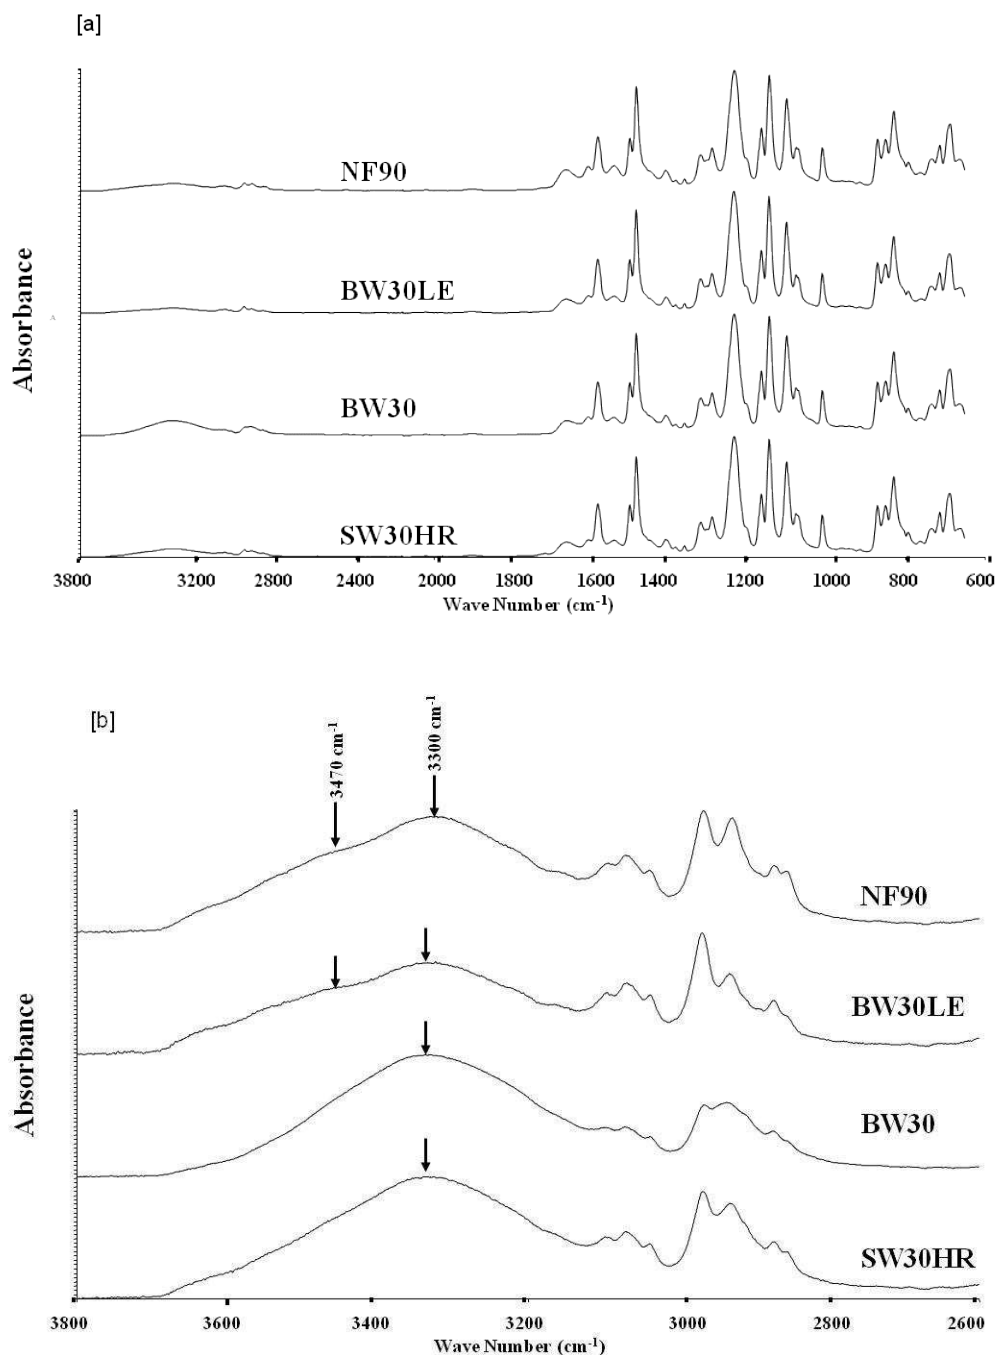 [a]
NF90
BW30LE
BW30
SW30HR
Absorbance
A
3800 3200 2800 2400 2000 1800 1600 1400 1200 1000 800 600
Wave Number (cm-1)
[b]
3470 cm-1
3300 cm-1
NF90
BW30LE
BW30
SW30HR
Absorbance
3800 3600 3400 3200 3000 2800 2600
Wave Number (cm-1)